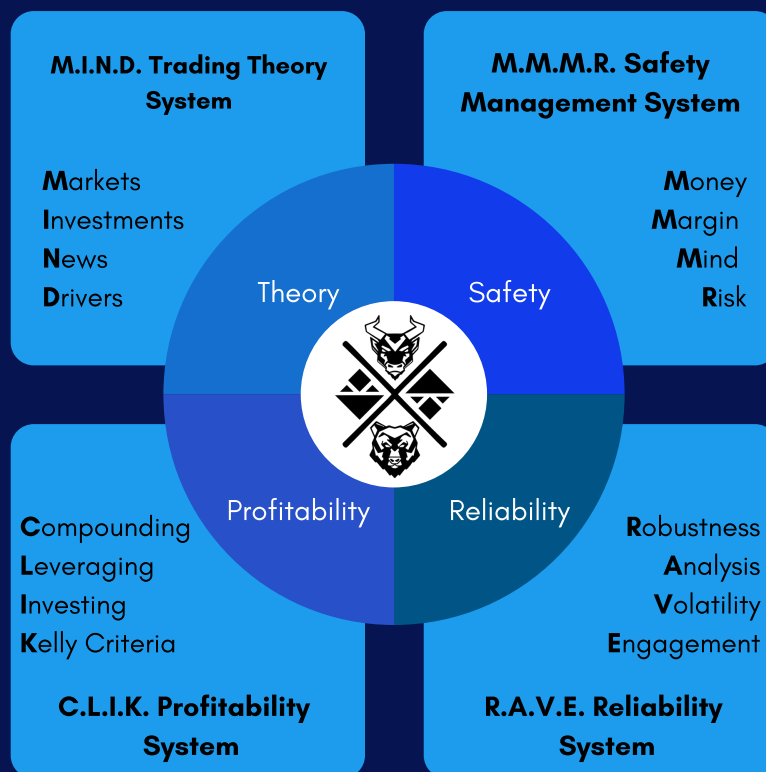 M.I.N.D. Trading Theory
System
Markets
Investments
News
Drivers
M.M.M.R. Safety
Management System
Money
Margin
Mind
Risk
Theory
Safety
Profitability
Reliability
Compounding
Leveraging
Investing
Kelly Criteria
C.L.I.K. Profitability
System
Robustness
Analysis
Volatility
Engagement
R.A.V.E. Reliability
System